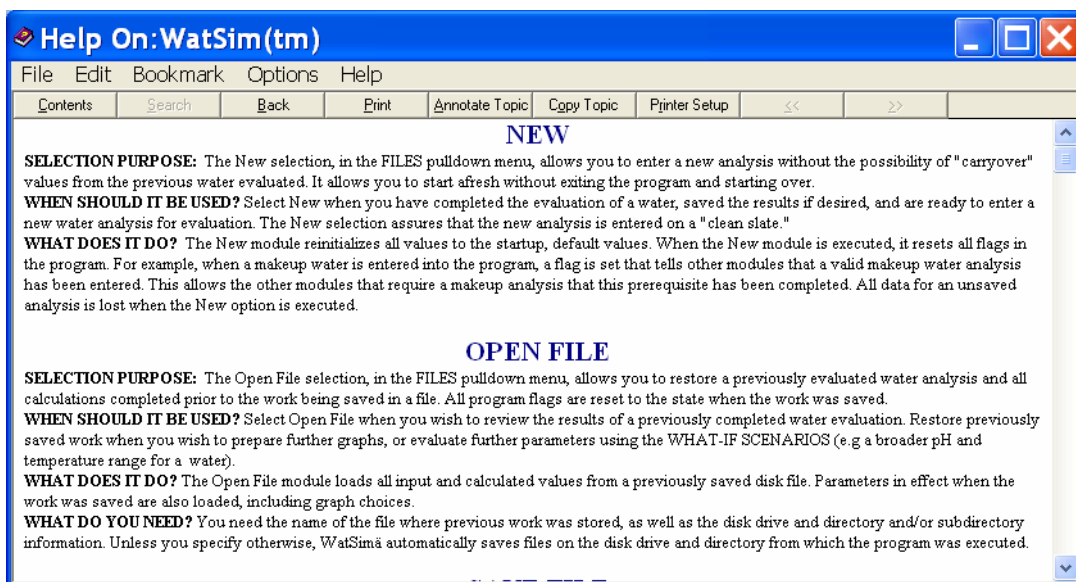 Help On:WatSim(tm)
File Edit Bookmark Options Help
Contents Search Back Print Annotate Topic Copy Topic Printer Setup << >>
NEW
SELECTION PURPOSE: The New selection, in the FILES pulldown menu, allows you to enter a new analysis without the possibility of "carryover"
values from the previous water evaluated. It allows you to start afresh without exiting the program and starting over.
WHEN SHOULD IT BE USED? Select New when you have completed the evaluation of a water, saved the results if desired, and are ready to enter a
new water analysis for evaluation. The New selection assures that the new analysis is entered on a "clean slate."
WHAT DOES IT DO? The New module reinitializes all values to the startup, default values. When the New module is executed, it resets all flags in
the program. For example, when a makeup water is entered into the program, a flag is set that tells other modules that a valid makeup water analysis
has been entered. This allows the other modules that require a makeup analysis that this prerequisite has been completed. All data for an unsaved
analysis is lost when the New option is executed.
OPEN FILE
SELECTION PURPOSE: The Open File selection, in the FILES pulldown menu, allows you to restore a previously evaluated water analysis and all
calculations completed prior to the work being saved in a file. All program flags are reset to the state when the work was saved.
WHEN SHOULD IT BE USED? Select Open File when you wish to review the results of a previously completed water evaluation. Restore previously
saved work when you wish to prepare further graphs, or evaluate further parameters using the WHAT-IF SCENARIOS (e.g a broader pH and
temperature range for a water).
WHAT DOES IT DO? The Open File module loads all input and calculated values from a previously saved disk file. Parameters in effect when the
work was saved are also loaded, including graph choices.
WHAT DO YOU NEED? You need the name of the file where previous work was stored, as well as the disk drive and directory and/or subdirectory
information. Unless you specify otherwise, WatSimä automatically saves files on the disk drive and directory from which the program was executed.